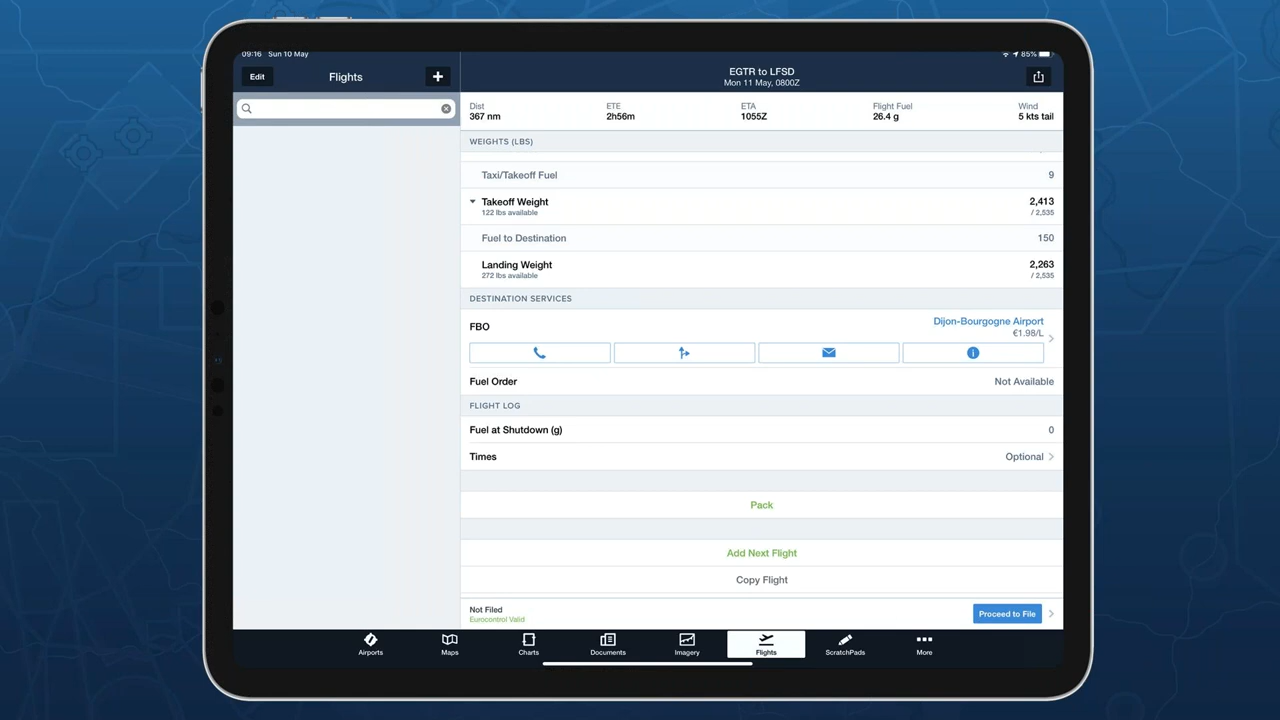 09:16 Sun 10 May
85%
Edit
Flights
+
EGTR to LFSD
Mon 11 May, 0800Z
Dist
367 nm
ETE
2h56m
ETA
1055Z
Flight Fuel
26.4 g
Wind
5 kts tail
WEIGHTS (LBS)
Taxi/Takeoff Fuel 9
Takeoff Weight 2,413
122 lbs available / 2,535
Fuel to Destination 150
Landing Weight 2,263
272 lbs available / 2,535
DESTINATION SERVICES
FBO
Dijon-Bourgogne Airport
€1.98/L
Fuel Order Not Available
FLIGHT LOG
Fuel at Shutdown (g) 0
Times Optional
Pack
Add Next Flight
Copy Flight
Not Filed
Eurocontrol Valid
Proceed to File
Airports
Maps
Charts
Documents
Imagery
Flights
ScratchPads
More